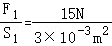 F₁/S₁ = 15N/3×10⁻³m²